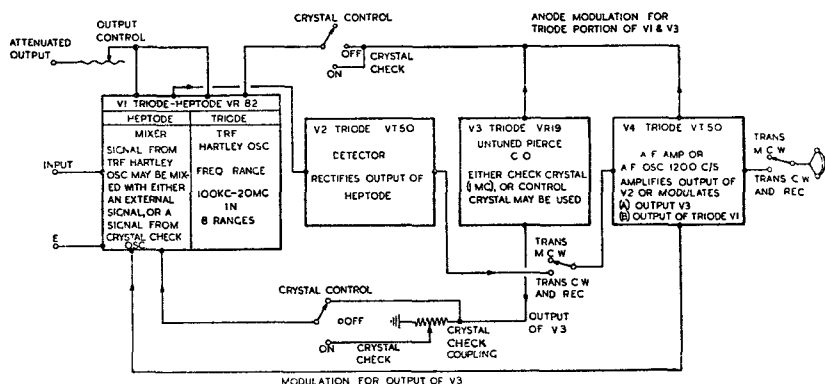 CRYSTAL CONTROL
ANODE MODULATION FOR
TRIODE PORTION OF V1 & V3
OUTPUT
CONTROL
ATTENUATED
OUTPUT
OFF
ON
CRYSTAL
CHECK
V1 TRIODE-HEPTODE VR 82
HEPTODE
TRIODE
MIXER
SIGNAL FROM
TRF HARTLEY
OSC MAY BE MIX-
ED WITH EITHER
AN EXTERNAL
SIGNAL, OR A
SIGNAL FROM
CRYSTAL CHECK
OSC
TRF
HARTLEY OSC
FREQ RANGE
100KC-20MC
IN
8 RANGES
INPUT
E
V2 TRIODE VT50
DETECTOR
RECTIFIES OUTPUT OF
HEPTODE
V3 TRIODE VR19
UNTUNED PIERCE
C O
EITHER CHECK CRYSTAL
(1 MC), OR CONTROL
CRYSTAL MAY BE USED
V4 TRIODE VT50
A F AMP OR
A F OSC 1200 C/S
AMPLIFIES OUTPUT OF
V2 OR MODULATES
(A) OUTPUT V3
(B) OUTPUT OF TRIODE V1
TRANS
M C W
TRANS C W
AND REC
TRANS
M C W
TRANS C W
AND REC
CRYSTAL CONTROL
OFF
ON
CRYSTAL
CHECK
CRYSTAL
CHECK
COUPLING
OUTPUT
OF V3
MODULATION FOR OUTPUT OF V3